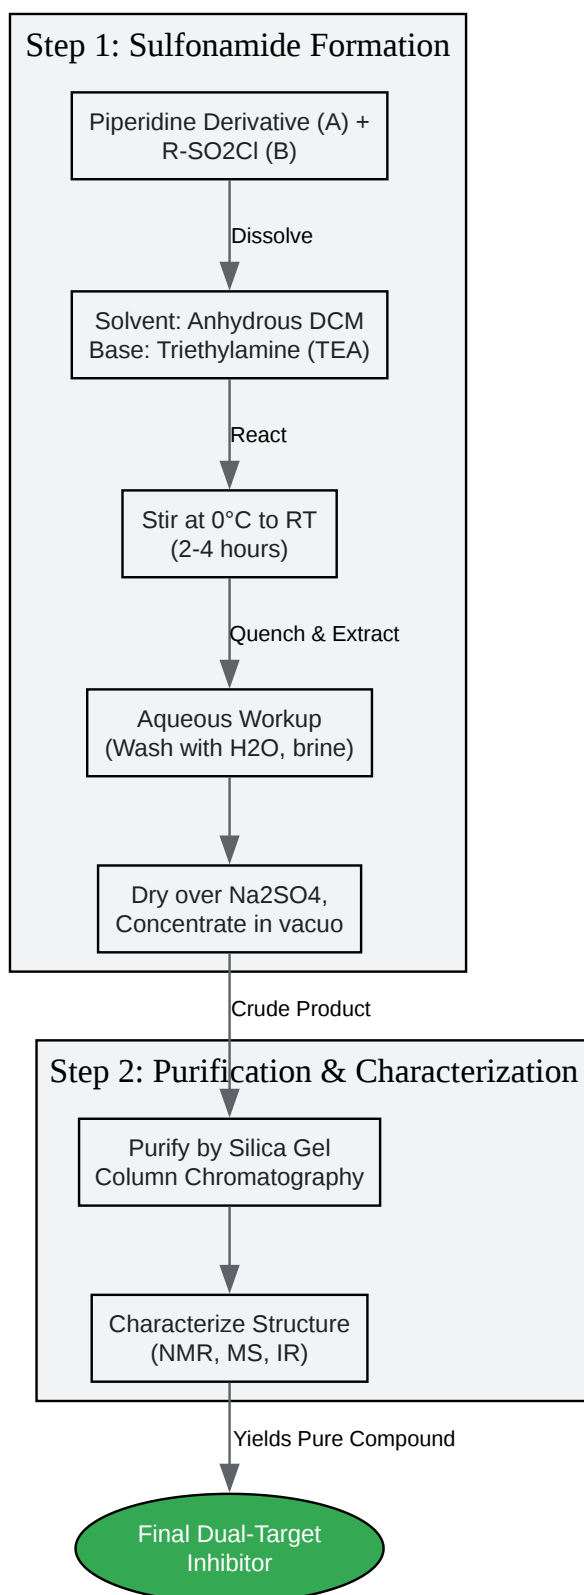 Step 1: Sulfonamide Formation
Piperidine Derivative (A) +
R-SO2Cl (B)
Dissolve
Solvent: Anhydrous DCM
Base: Triethylamine (TEA)
React
Stir at 0°C to RT
(2-4 hours)
Quench & Extract
Aqueous Workup
(Wash with H2O, brine)
Dry over Na2SO4,
Concentrate in vacuo
Crude Product
Step 2: Purification & Characterization
Purify by Silica Gel
Column Chromatography
Characterize Structure
(NMR, MS, IR)
Yields Pure Compound
Final Dual-Target
Inhibitor